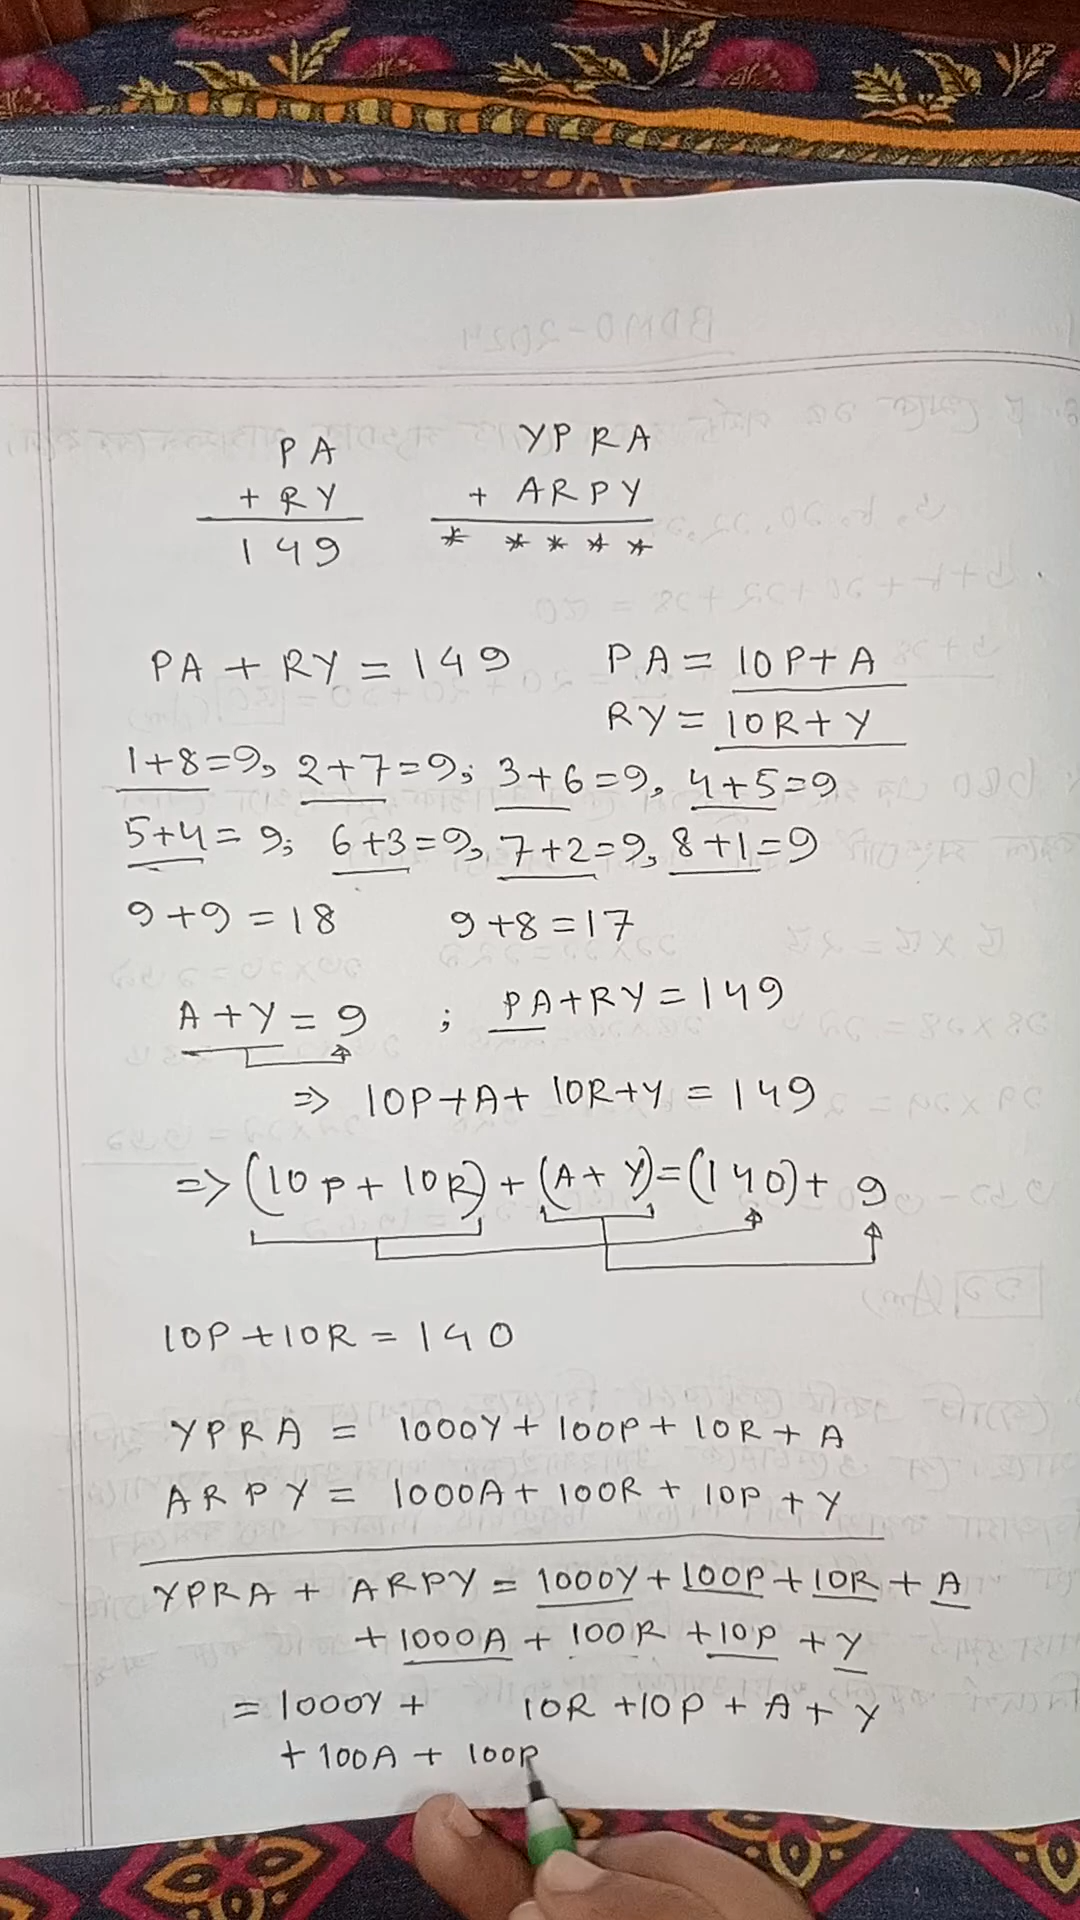 PA
+ RY
149
YPRA
+ ARPY
* * * * *
PA + RY = 149
PA = 10P + A
RY = 10R + Y
1+8=9, 2+7=9; 3+6=9, 4+5=9
5+4=9; 6+3=9, 7+2=9, 8+1=9
9+9=18 9+8=17
A+Y=9 ; PA+RY=149
=> 10P+A+ 10R+Y = 149
=> (10P + 10R) + (A + Y) = (140) + 9
10P + 10R = 140
YPRA = 1000Y + 100P + 10R + A
ARPY = 1000A + 100R + 10P + Y
YPRA + ARPY = 1000Y + 100P + 10R + A
+ 1000A + 100R + 10P + Y
= 1000Y + 10R + 10P + A + Y
+ 100A + 100P